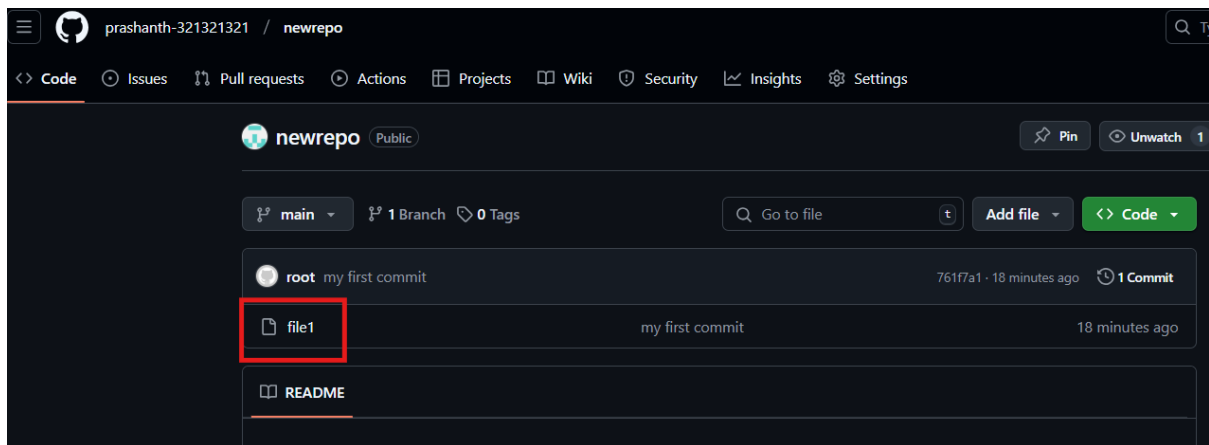 prashanth-321321321 / newrepo
Code Issues Pull requests Actions Projects Wiki Security Insights Settings
newrepo Public Pin Unwatch 1
main 1 Branch 0 Tags Go to file t Add file Code
root my first commit 761f7a1 · 18 minutes ago 1 Commit
file1 my first commit 18 minutes ago
README